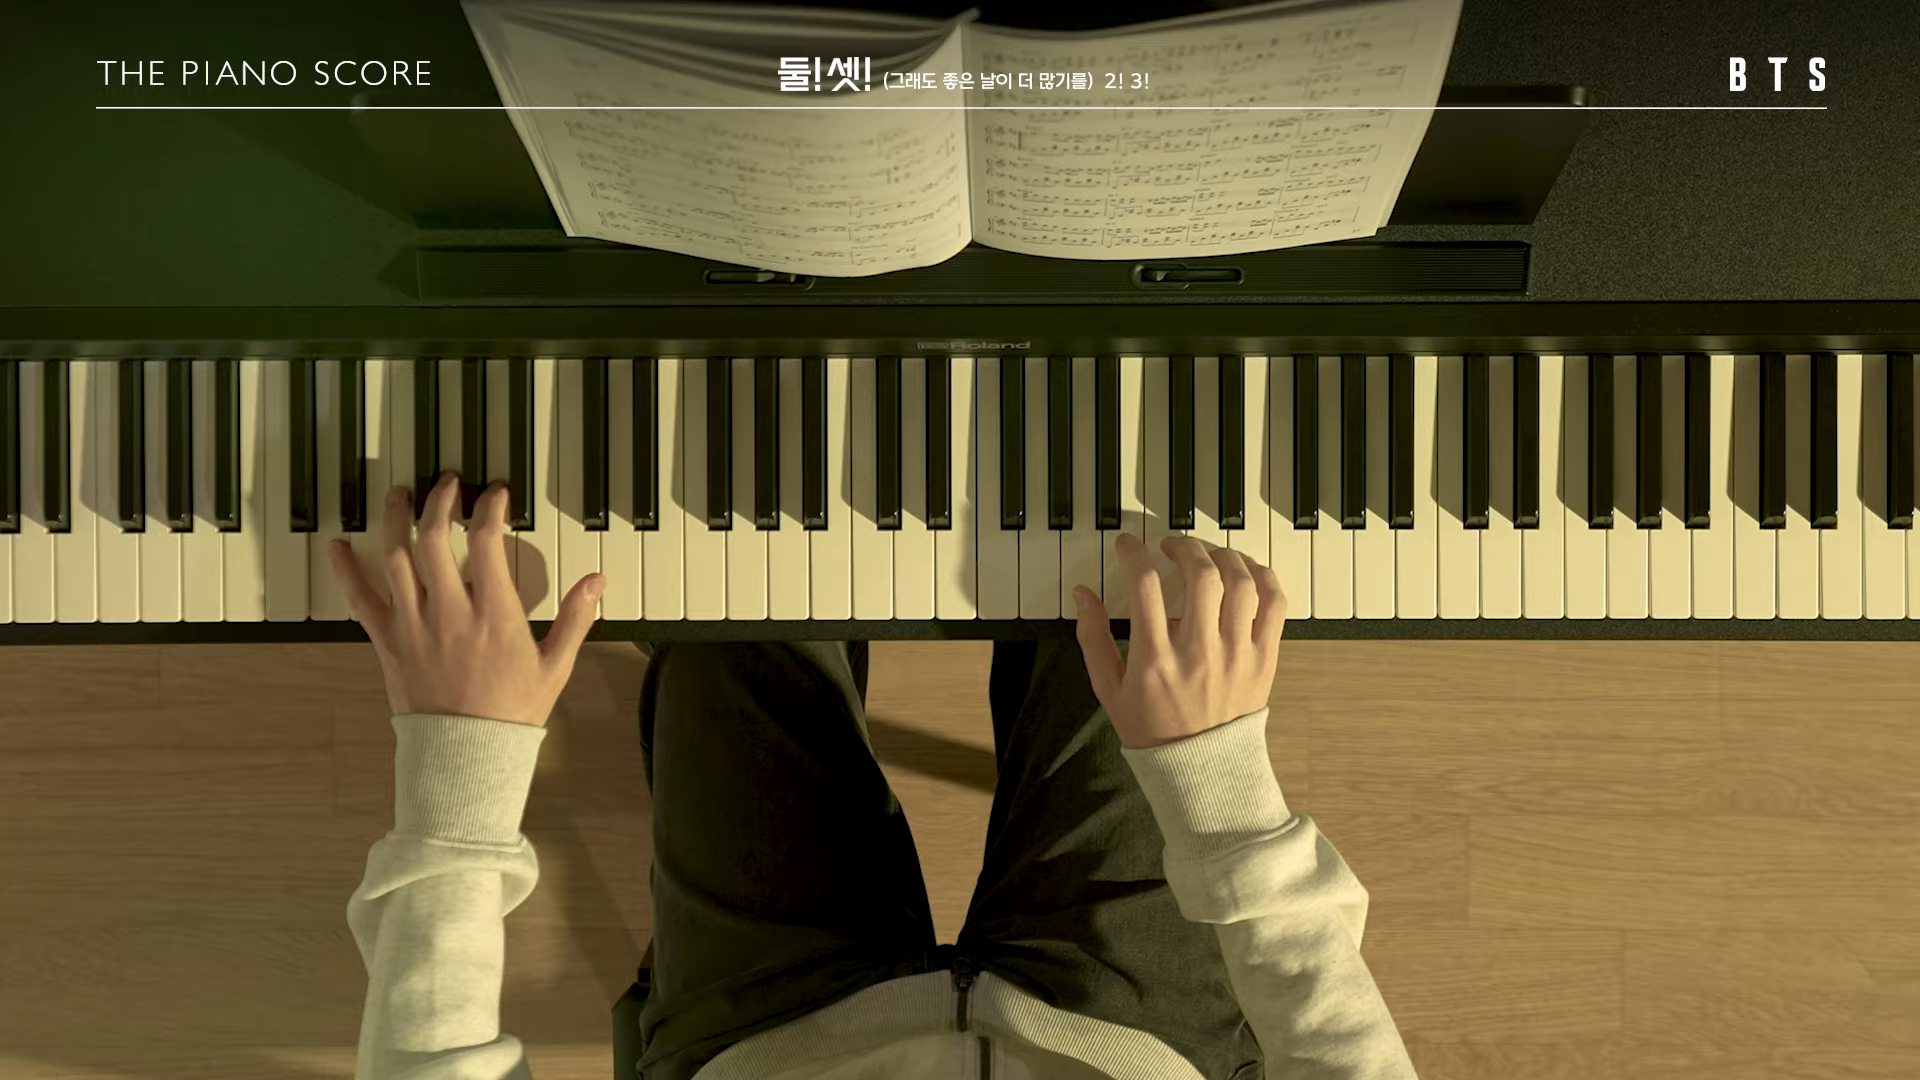 THE PIANO SCORE
둘! 셋! (그래도 좋은 날이 더 많기를) 2! 3!
BTS
Roland